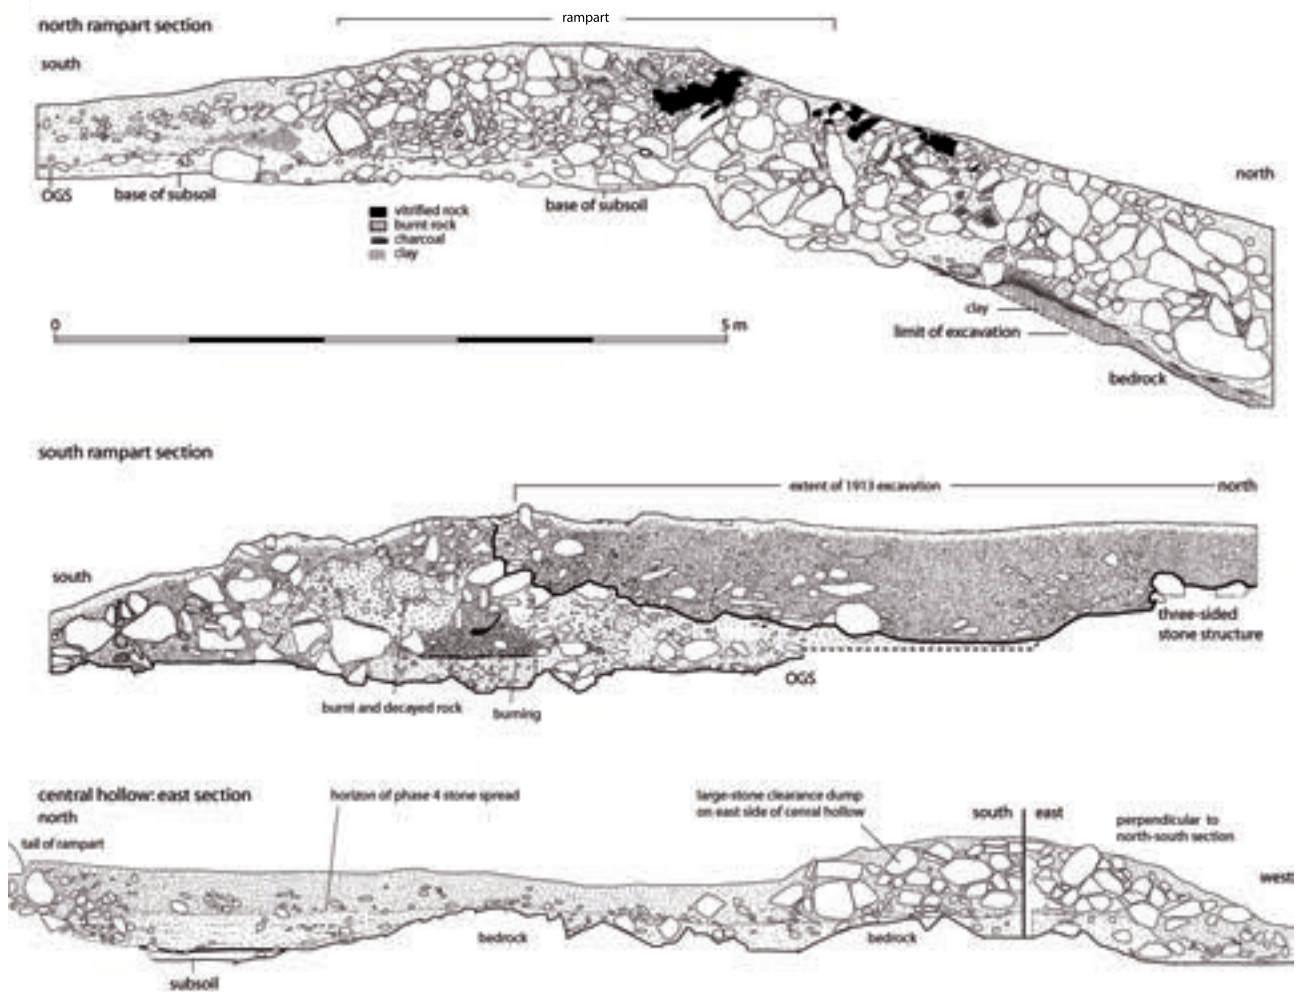 north rampart section
rampart
south
north
OGS
base of subsoil
base of subsoil
vitrified rock
burnt rock
charcoal
clay
0
5 m
clay
limit of excavation
bedrock
south rampart section
extent of 1913 excavation
north
south
three-sided
stone structure
OGS
burnt and decayed rock
burning
central hollow: east section
north
tail of rampart
horizon of phase 4 stone spread
large-stone clearance dump
on east side of cenral hollow
south
east
perpendicular to
north-south section
west
bedrock
bedrock
subsoil